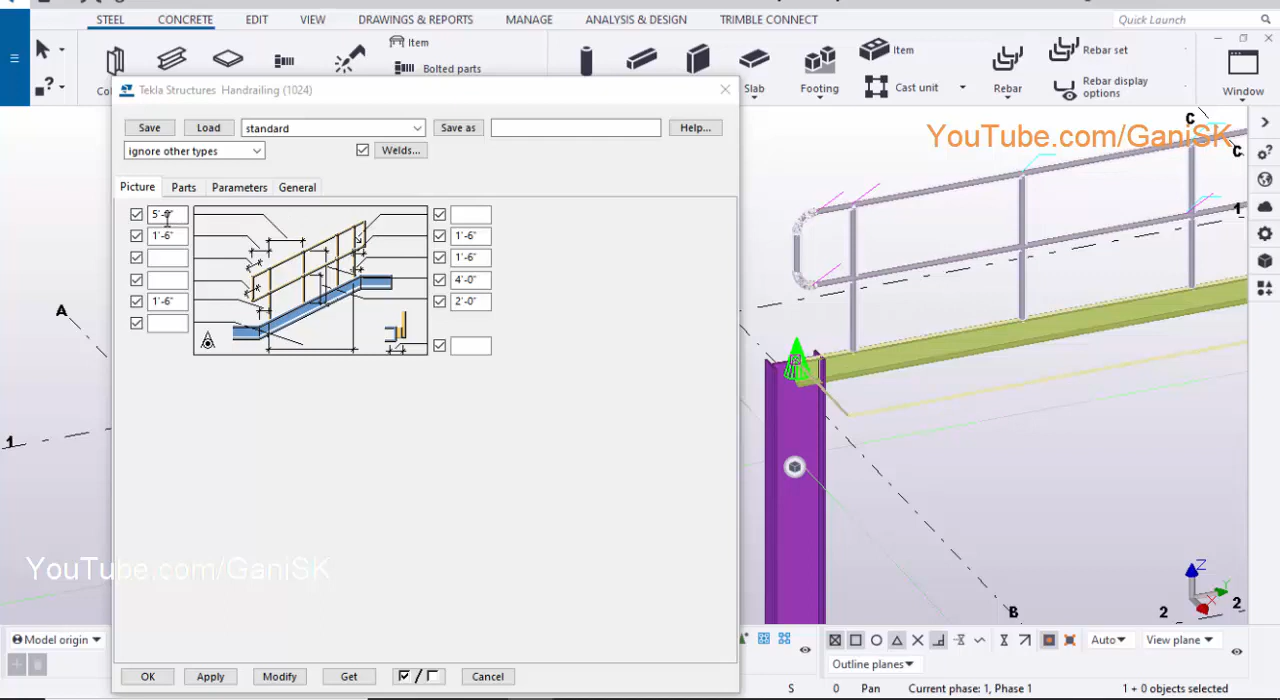 STEEL CONCRETE EDIT VIEW DRAWINGS & REPORTS MANAGE ANALYSIS & DESIGN TRIMBLE CONNECT Quick Launch
Item
Bolted parts
Slab
Footing
Item
Cast unit
Rebar
Rebar set
Rebar display
options
Window
Tekla Structures Handrailing (1024)
Save Load standard Save as Help...
ignore other types Welds...
Picture Parts Parameters General
1'-6" 1'-6"
1'-6"
4'-0"
1'-6" 2'-0"
OK Apply Modify Get / Cancel
YouTube.com/GaniSK
YouTube.com/GaniSK
C
C
1
A
1
B
2
2
Z
Y
X
Model origin
Auto View plane
Outline planes
S 0 Pan Current phase: 1, Phase 1 1 + 0 objects selected